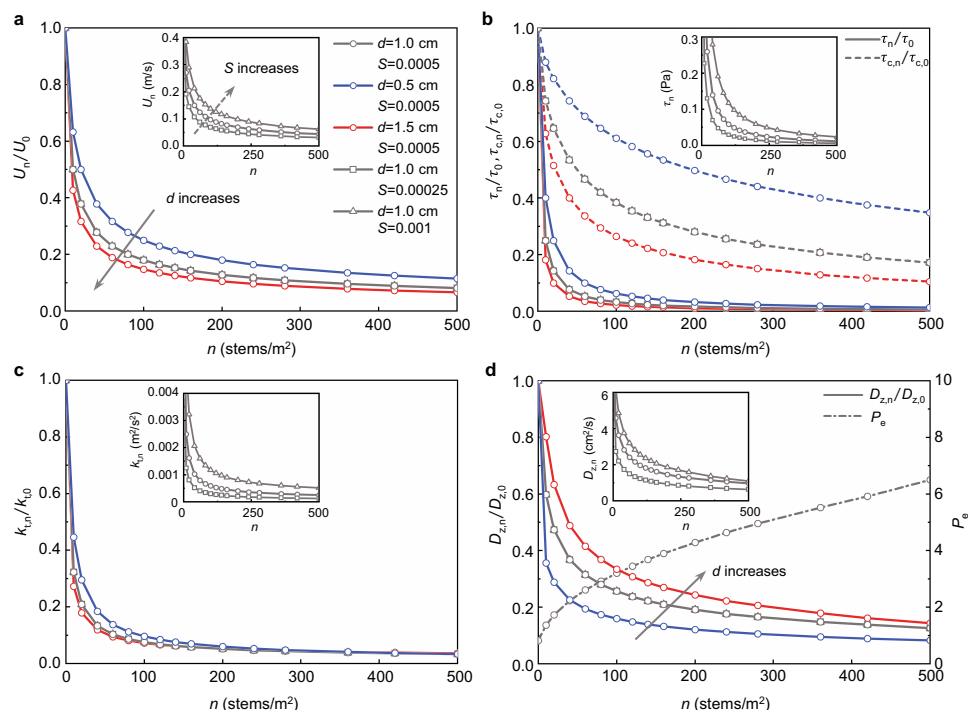 a
U_n/U_0
1.0
0.8
0.6
0.4
0.2
0.0
0
100
200
300
400
500
n (stems/m²)
U_n (m/s)
0.4
0.3
0.2
0.1
0.0
0
250
500
n
S increases
d increases
d=1.0 cm
S=0.0005
d=0.5 cm
S=0.0005
d=1.5 cm
S=0.0005
d=1.0 cm
S=0.00025
d=1.0 cm
S=0.001
b
τ_n/τ_0, τ_c,n/τ_c,0
1.0
0.8
0.6
0.4
0.2
0.0
0
100
200
300
400
500
n (stems/m²)
τ_n (Pa)
0.3
0.2
0.1
0.0
0
250
500
n
τ_n/τ_0
τ_c,n/τ_c,0
c
k_t,n/k_t,0
1.0
0.8
0.6
0.4
0.2
0.0
0
100
200
300
400
500
n (stems/m²)
k_t,n (m²/s²)
0.004
0.003
0.002
0.001
0.000
0
250
500
n
d
D_z,n/D_z,0
1.0
0.8
0.6
0.4
0.2
0.0
0
100
200
300
400
500
n (stems/m²)
D_z,n (cm²/s)
6
4
2
0
0
250
500
n
D_z,n/D_z,0
P_e
d increases
10
8
6
4
2
0
P_e